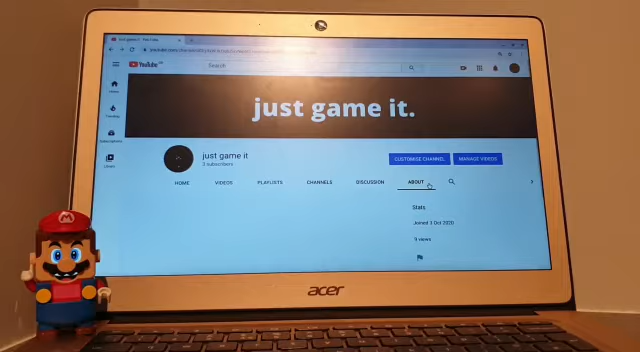 YouTube
Search
Home
Trending
Subscriptions
Library
just game it.
just game it
3 subscribers
CUSTOMISE CHANNEL
MANAGE VIDEOS
HOME
VIDEOS
PLAYLISTS
CHANNELS
DISCUSSION
ABOUT
Stats
Joined 3 Oct 2020
9 views
acer
M